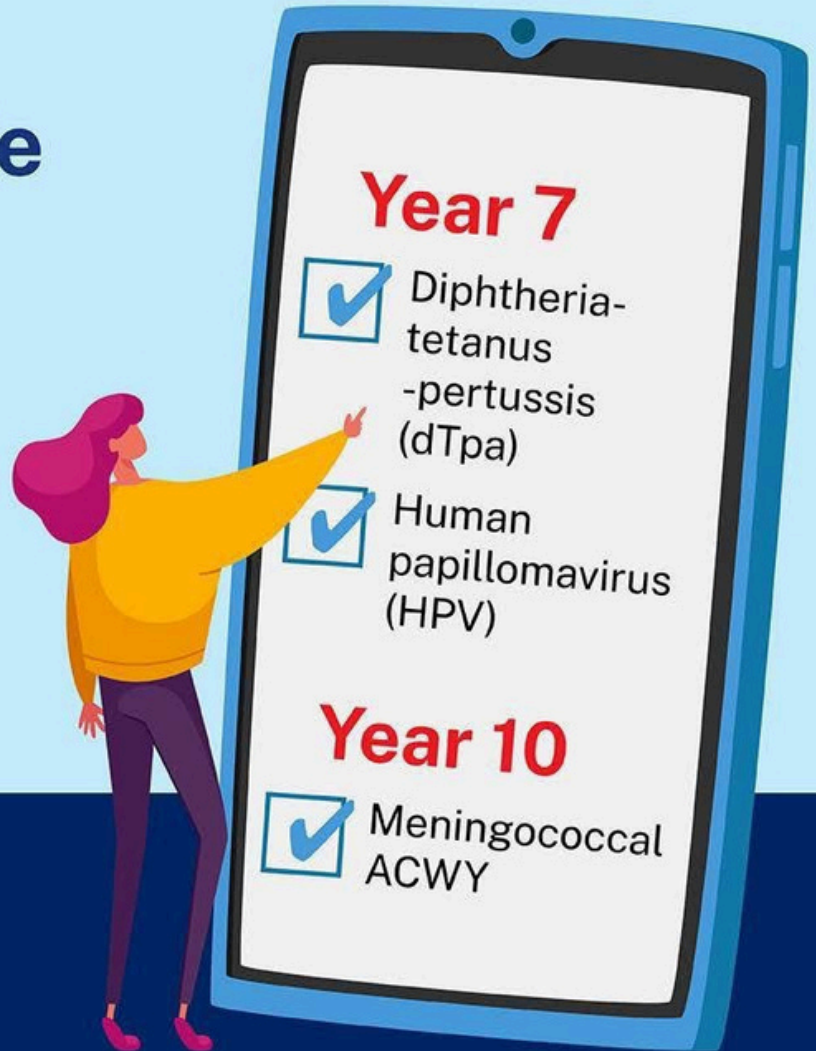 e
Year 7
Diphtheria-
tetanus
-pertussis
(dTpa)
Human
papillomavirus
(HPV)
Year 10
Meningococcal
ACWY